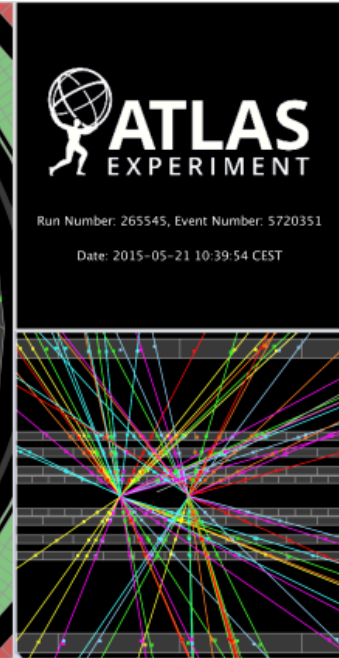 ATLAS
EXPERIMENT
Run Number: 265545, Event Number: 5720351
Date: 2015-05-21 10:39:54 CEST